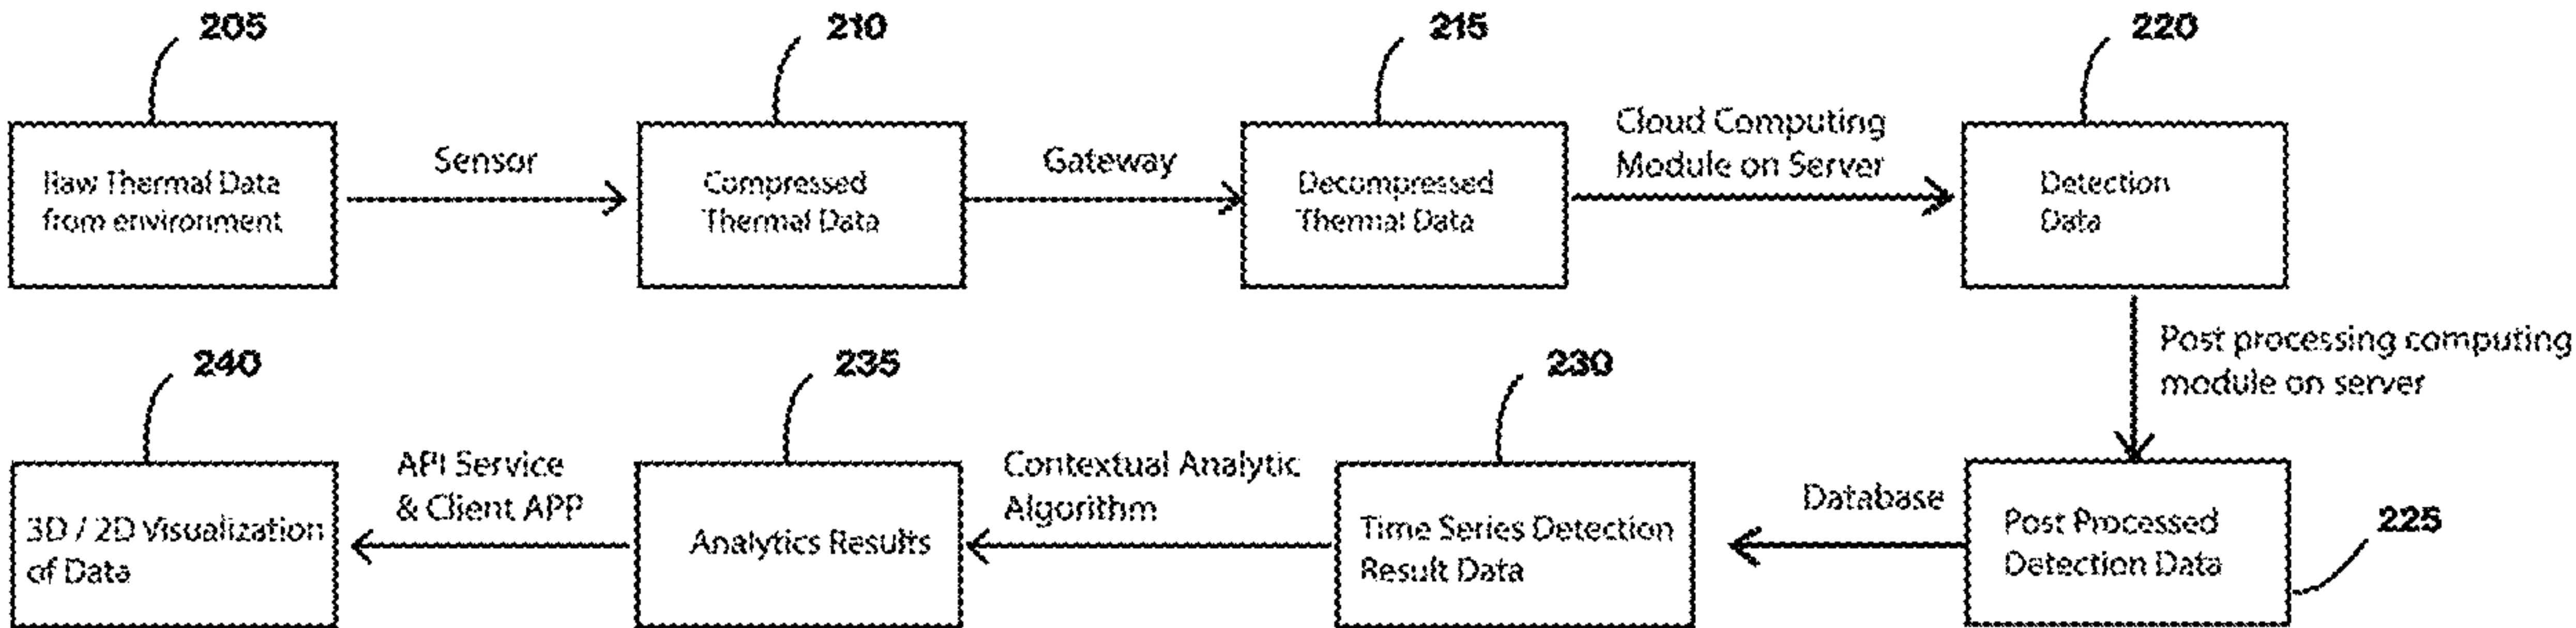 205
210
215
220
Raw Thermal Data
from environment
Sensor
Compressed
Thermal Data
Gateway
Decompressed
Thermal Data
Cloud Computing
Module on Server
Detection
Data
Post processing computing
module on server
240
235
230
225
3D / 2D Visualization
of Data
API Service
& Client APP
Analytics Results
Contextual Analytic
Algorithm
Time Series Detection
Result Data
Database
Post Processed
Detection Data